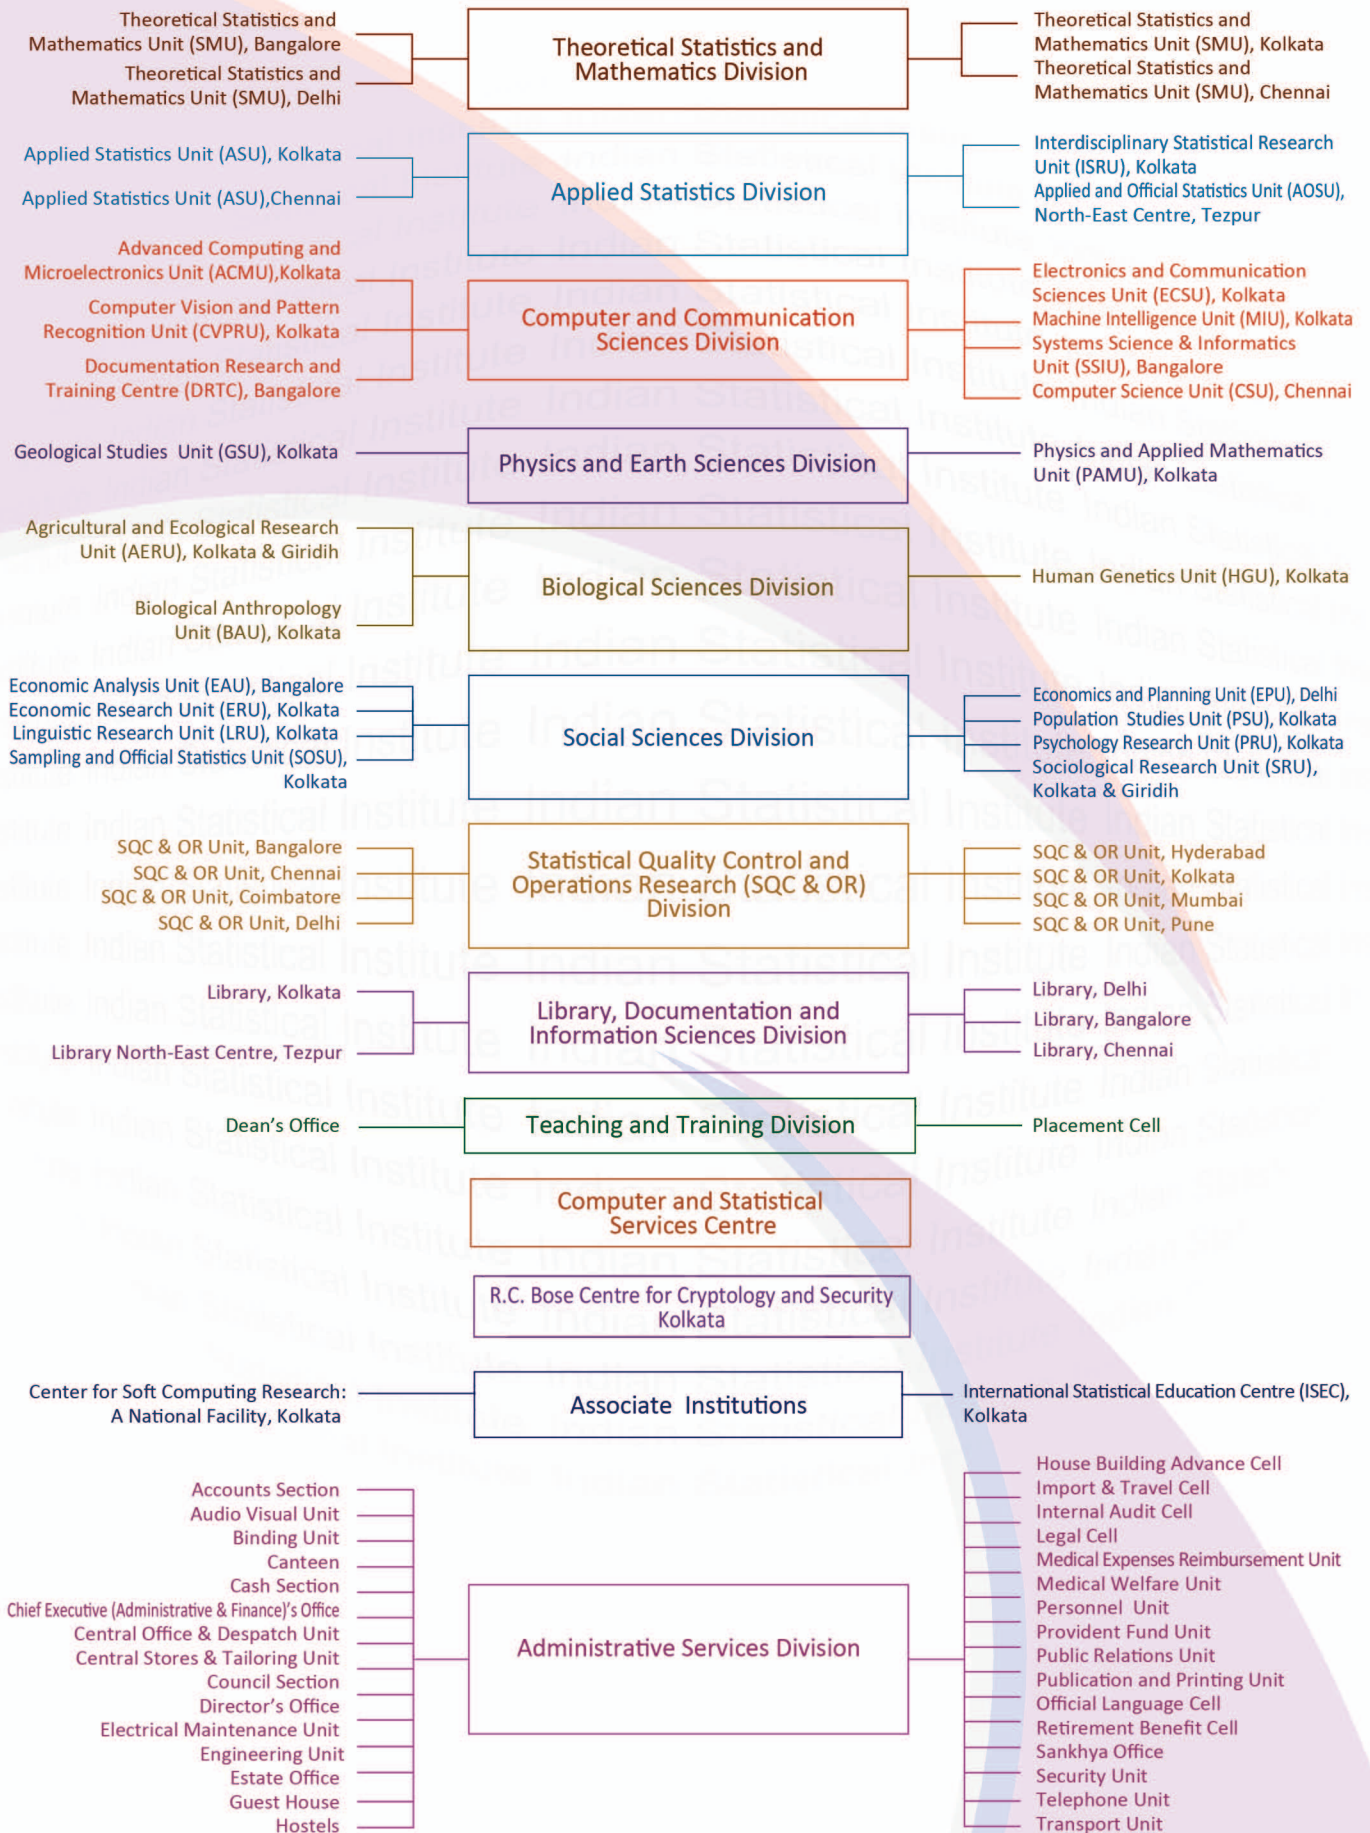 Theoretical Statistics and
Mathematics Unit (SMU), Bangalore
Theoretical Statistics and
Mathematics Unit (SMU), Delhi
Theoretical Statistics and
Mathematics Division
Theoretical Statistics and
Mathematics Unit (SMU), Kolkata
Theoretical Statistics and
Mathematics Unit (SMU), Chennai
Applied Statistics Unit (ASU), Kolkata
Applied Statistics Unit (ASU),Chennai
Applied Statistics Division
Interdisciplinary Statistical Research
Unit (ISRU), Kolkata
Applied and Official Statistics Unit (AOSU),
North-East Centre, Tezpur
Advanced Computing and
Microelectronics Unit (ACMU),Kolkata
Computer Vision and Pattern
Recognition Unit (CVPRU), Kolkata
Documentation Research and
Training Centre (DRTC), Bangalore
Computer and Communication
Sciences Division
Electronics and Communication
Sciences Unit (ECSU), Kolkata
Machine Intelligence Unit (MIU), Kolkata
Systems Science & Informatics
Unit (SSIU), Bangalore
Computer Science Unit (CSU), Chennai
Geological Studies Unit (GSU), Kolkata
Physics and Earth Sciences Division
Physics and Applied Mathematics
Unit (PAMU), Kolkata
Agricultural and Ecological Research
Unit (AERU), Kolkata & Giridih
Biological Anthropology
Unit (BAU), Kolkata
Biological Sciences Division
Human Genetics Unit (HGU), Kolkata
Economic Analysis Unit (EAU), Bangalore
Economic Research Unit (ERU), Kolkata
Linguistic Research Unit (LRU), Kolkata
Sampling and Official Statistics Unit (SOSU),
Kolkata
Social Sciences Division
Economics and Planning Unit (EPU), Delhi
Population Studies Unit (PSU), Kolkata
Psychology Research Unit (PRU), Kolkata
Sociological Research Unit (SRU),
Kolkata & Giridih
SQC & OR Unit, Bangalore
SQC & OR Unit, Chennai
SQC & OR Unit, Coimbatore
SQC & OR Unit, Delhi
Statistical Quality Control and
Operations Research (SQC & OR)
Division
SQC & OR Unit, Hyderabad
SQC & OR Unit, Kolkata
SQC & OR Unit, Mumbai
SQC & OR Unit, Pune
Library, Kolkata
Library North-East Centre, Tezpur
Library, Documentation and
Information Sciences Division
Library, Delhi
Library, Bangalore
Library, Chennai
Dean's Office
Teaching and Training Division
Placement Cell
Computer and Statistical
Services Centre
R.C. Bose Centre for Cryptology and Security
Kolkata
Center for Soft Computing Research:
A National Facility, Kolkata
Associate Institutions
International Statistical Education Centre (ISEC),
Kolkata
Accounts Section
Audio Visual Unit
Binding Unit
Canteen
Cash Section
Chief Executive (Administrative & Finance)'s Office
Central Office & Despatch Unit
Central Stores & Tailoring Unit
Council Section
Director's Office
Electrical Maintenance Unit
Engineering Unit
Estate Office
Guest House
Hostels
Administrative Services Division
House Building Advance Cell
Import & Travel Cell
Internal Audit Cell
Legal Cell
Medical Expenses Reimbursement Unit
Medical Welfare Unit
Personnel Unit
Provident Fund Unit
Public Relations Unit
Publication and Printing Unit
Official Language Cell
Retirement Benefit Cell
Sankhya Office
Security Unit
Telephone Unit
Transport Unit